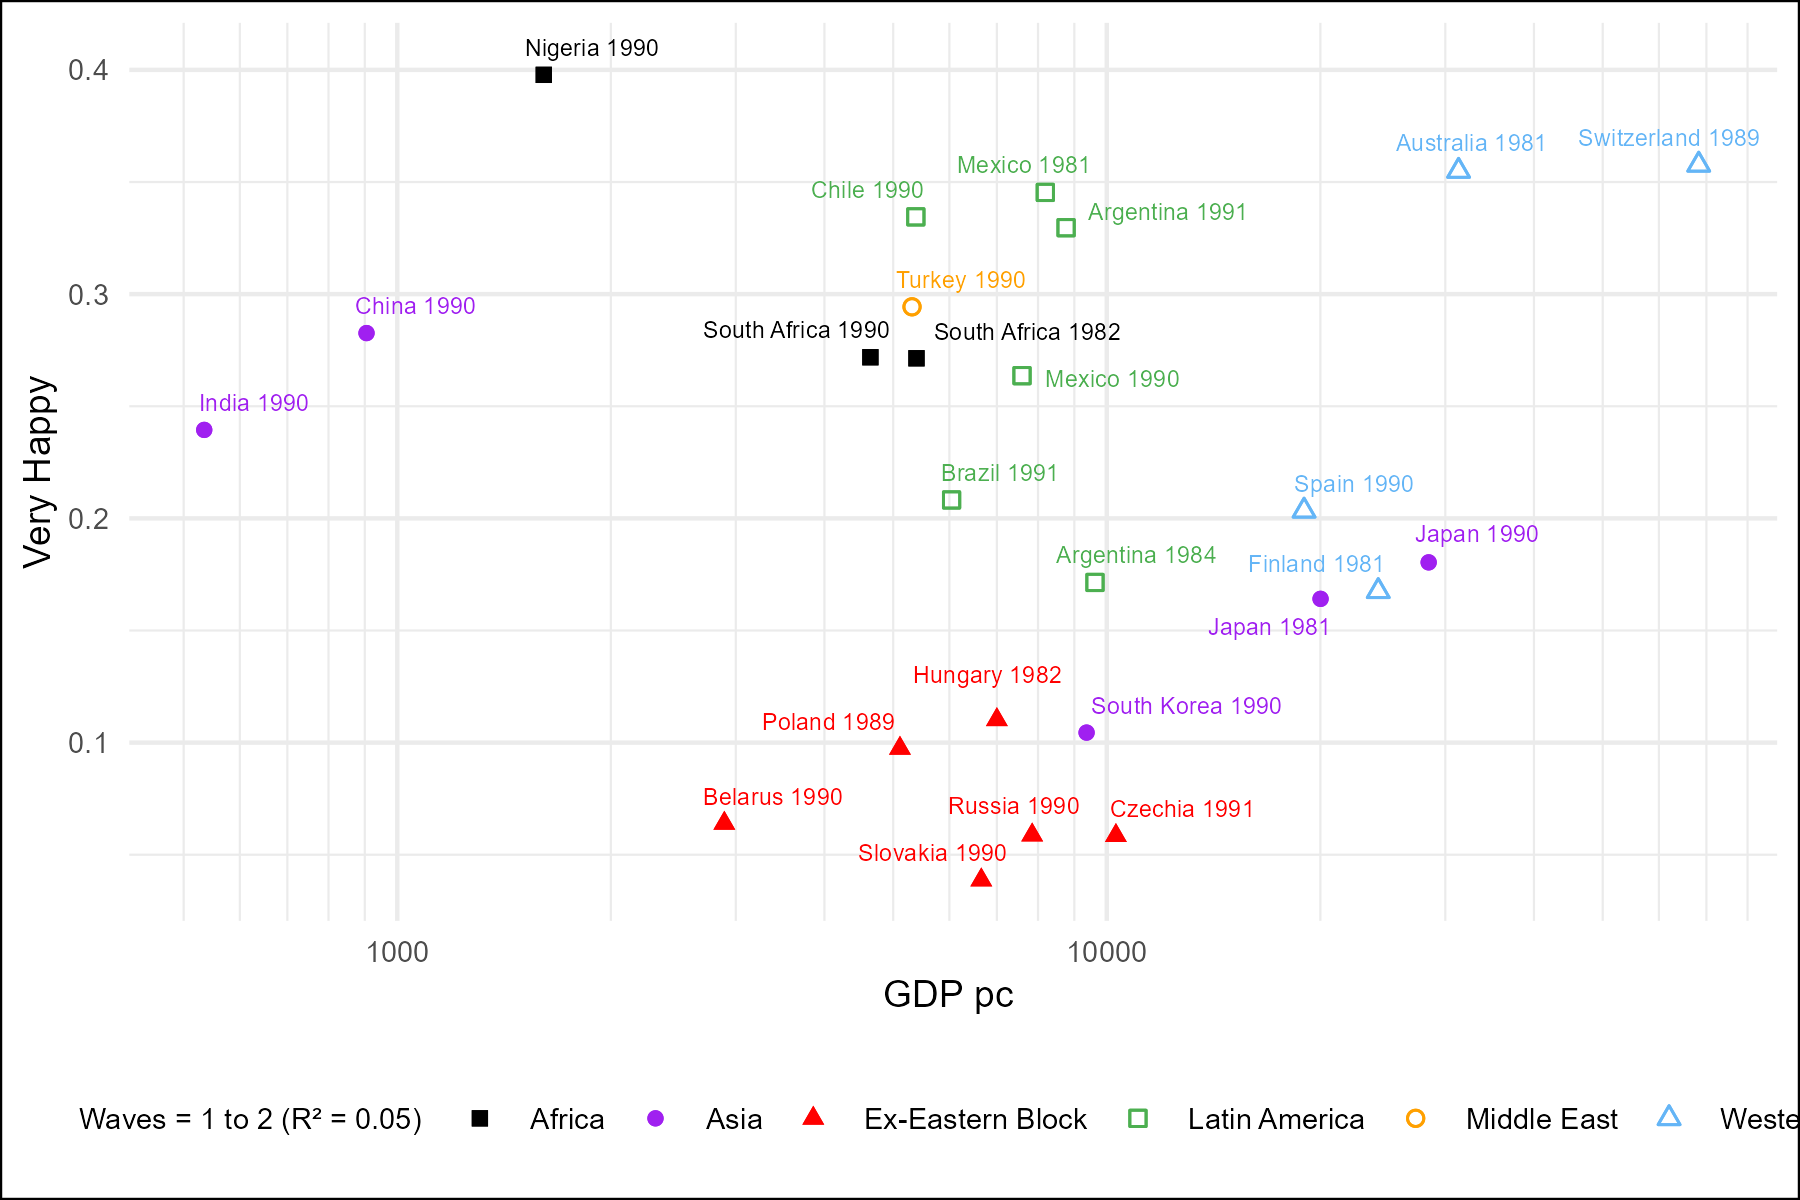 Nigeria 1990
0.4
Australia 1981
Switzerland 1989
Mexico 1981
Chile 1990
Argentina 1991
Turkey 1990
0.3
China 1990
South Africa 1990
South Africa 1982
Mexico 1990
India 1990
Very Happy
Brazil 1991
Spain 1990
0.2
Japan 1990
Argentina 1984
Finland 1981
Japan 1981
Hungary 1982
South Korea 1990
Poland 1989
0.1
Belarus 1990
Russia 1990
Czechia 1991
Slovakia 1990
1000
10000
GDP pc
Waves = 1 to 2 (R² = 0.05) Africa Asia Ex-Eastern Block Latin America Middle East Weste